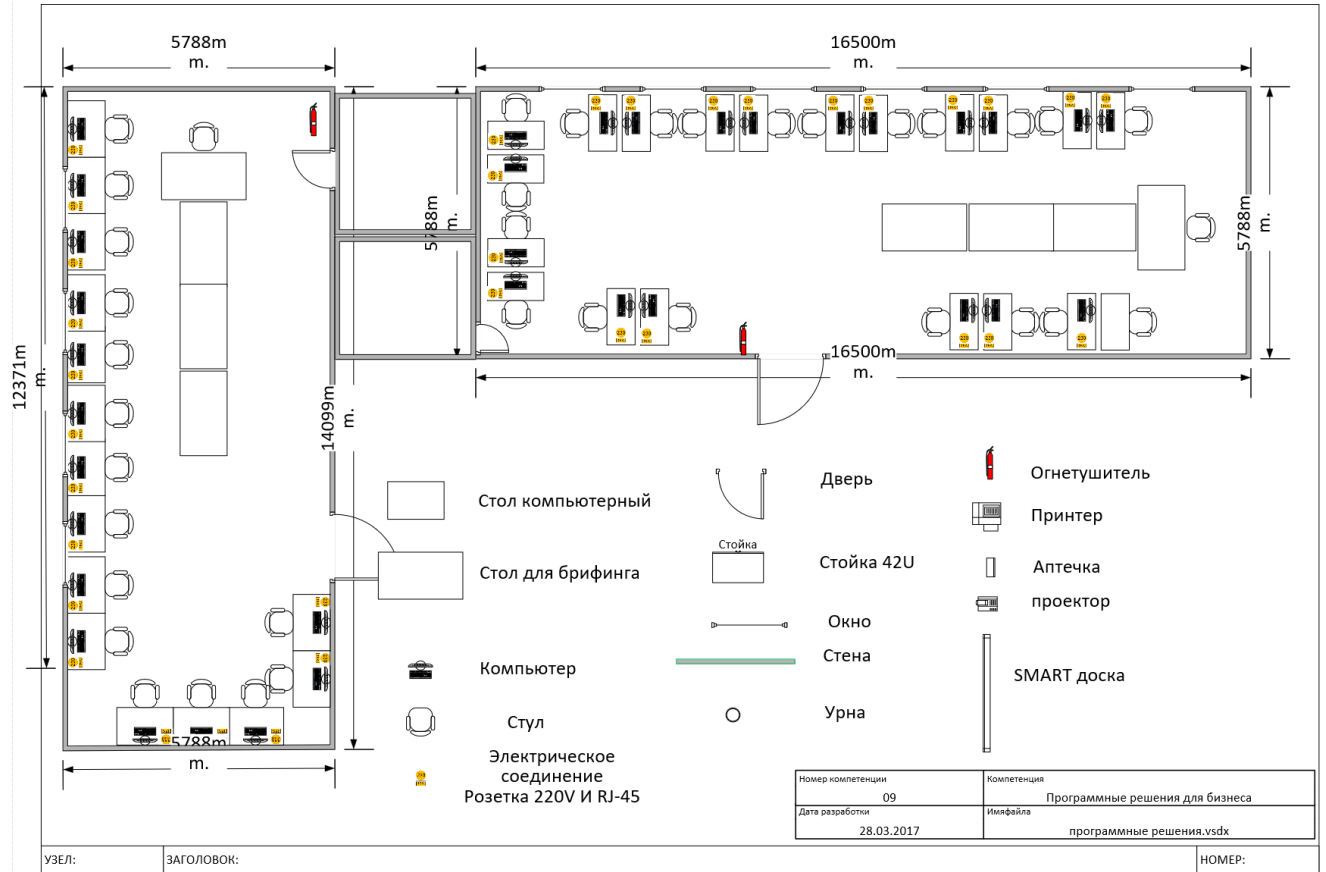 5788m
m.
16500m
m.
12371m
m.
14099m
m.
5788m
m.
5788m
m.
16500m
m.
5788m
m.
Стол компьютерный
Стол для брифинга
Компьютер
Стул
Электрическое
соединение
Розетка 220V И RJ-45
Дверь
Стойка
Стойка 42U
Окно
Стена
Урна
Огнетушитель
Принтер
Аптечка
проектор
SMART доска
Номер компетенции
09
Компетенция
Программные решения для бизнеса
Дата разработки
28.03.2017
Имяфайла
программные решения.vsdx
УЗЕЛ:
ЗАГОЛОВОК:
НОМЕР: